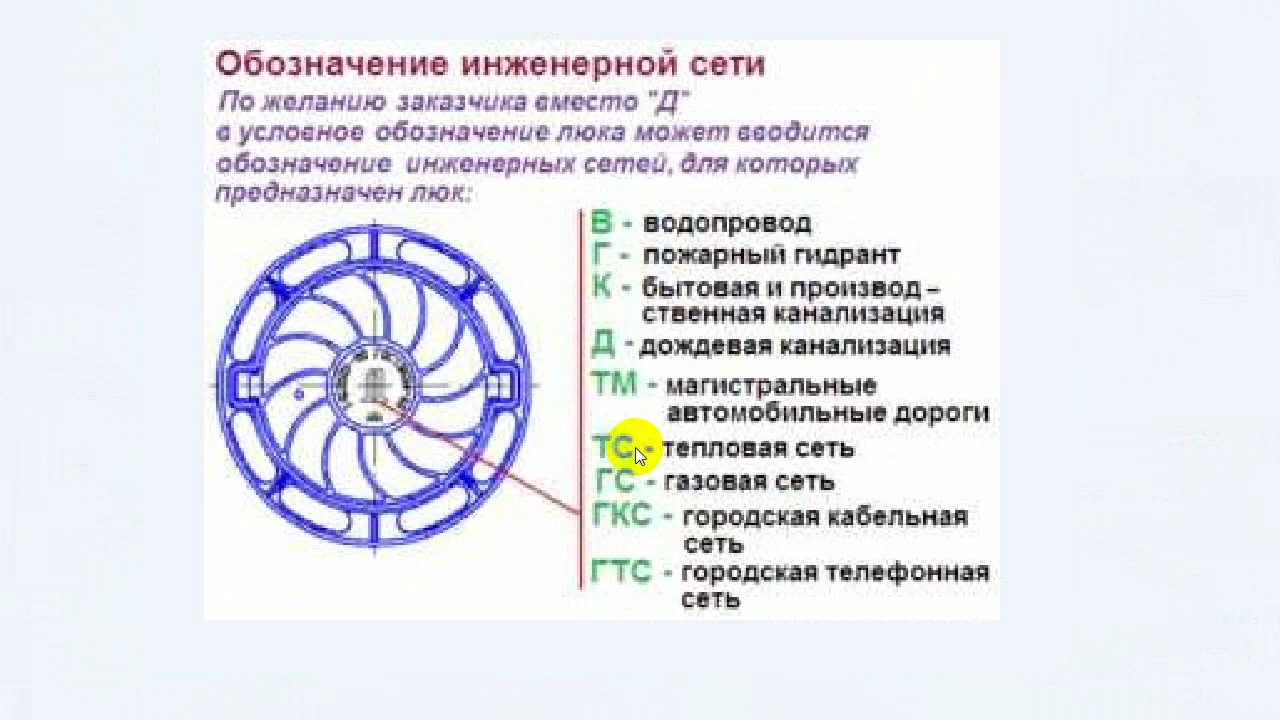 Обозначение инженерной сети
По желанию заказчика вместо "Д"
в условное обозначение люка может вводится
обозначение инженерных сетей, для которых
предназначен люк:
В - водопровод
Г - пожарный гидрант
К - бытовая и производ –
ственная канализация
Д - дождевая канализация
ТМ - магистральные
автомобильные дороги
ТС - тепловая сеть
ГС - газовая сеть
ГКС - городская кабельная
сеть
ГТС - городская телефонная
сеть